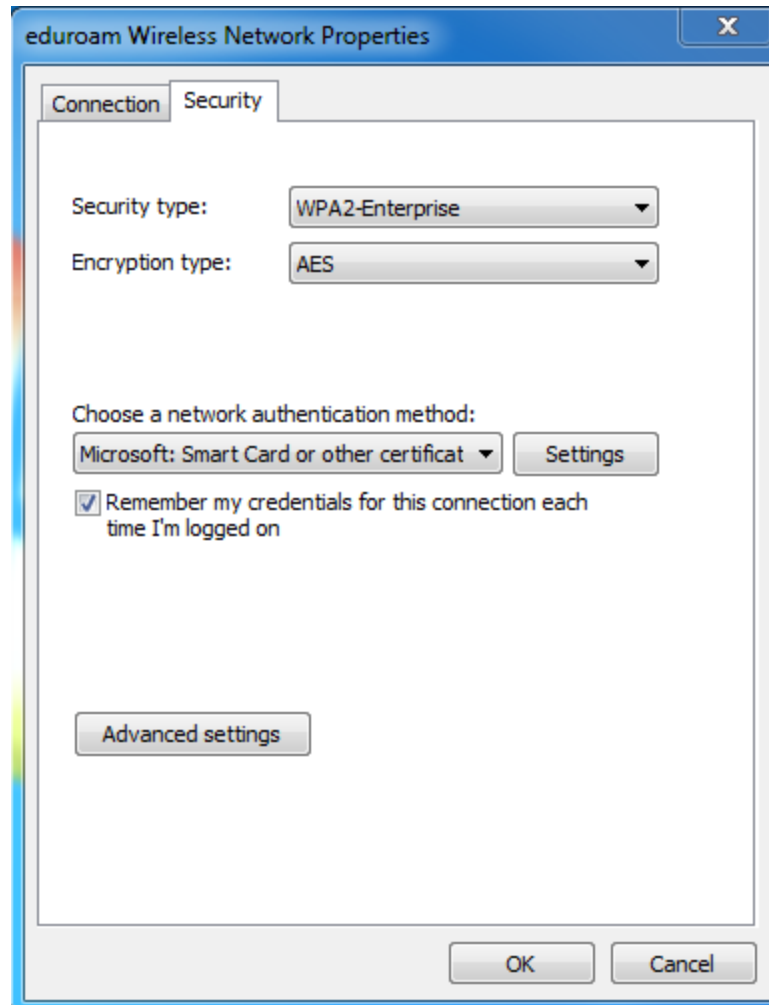 eduroam Wireless Network Properties
Connection
Security
Security type:
WPA2-Enterprise
Encryption type:
AES
Choose a network authentication method:
Microsoft: Smart Card or other certificat
Settings
Remember my credentials for this connection each
time I'm logged on
Advanced settings
OK
Cancel